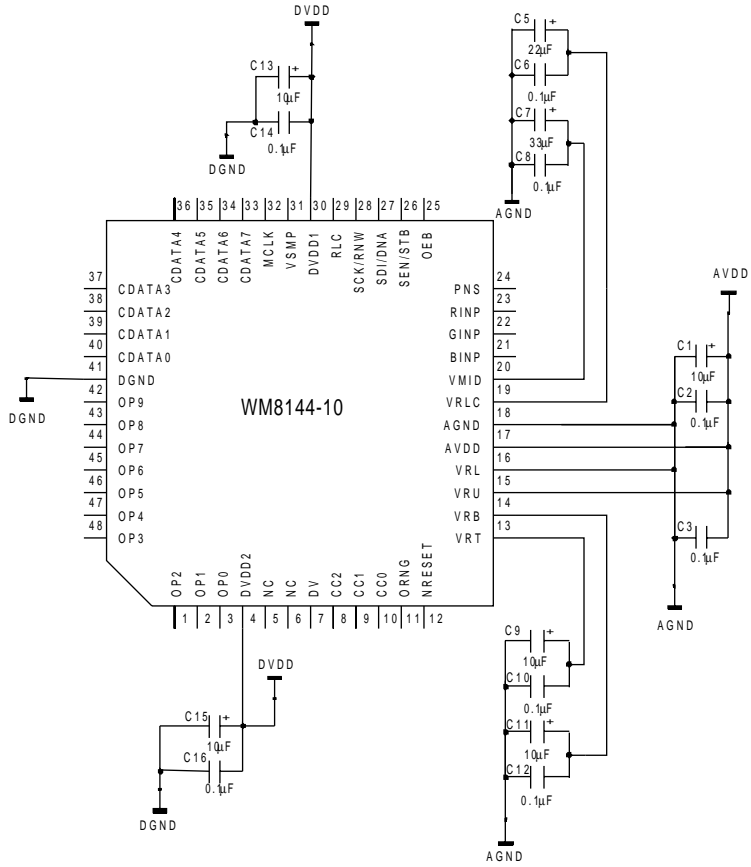 DVDD
C13
+
10µF
C14
0.1µF
DGND
C5
+
22µF
C6
0.1µF
C7
+
33µF
C8
0.1µF
AGND
36 35 34 33 32 31 30 29 28 27 26 25
CDATA4
CDATA5
CDATA6
CDATA7
MCLK
VSMP
DVDD1
RLC
SCK/RNW
SDI/DNA
SEN/STB
OEB
37 CDATA3
38 CDATA2
39 CDATA1
40 CDATA0
41 DGND
42 OP9
43 OP8
44 OP7
45 OP6
46 OP5
47 OP4
48 OP3
DGND
WM8144-10
PNS 24
RINP 23
GINP 22
BINP 21
VMID 20
VRLC 19
AGND 18
AVDD 17
VRL 16
VRU 15
VRB 14
VRT 13
AVDD
C1
+
10µF
C2
0.1µF
C3
0.1µF
AGND
OP2
OP1
OP0
DVDD2
NC
NC
DV
CC2
CC1
CC0
ORNG
NRESET
1 2 3 4 5 6 7 8 9 10 11 12
DVDD
C15
+
10µF
C16
0.1µF
DGND
C9
+
10µF
C10
0.1µF
C11
+
10µF
C12
0.1µF
AGND